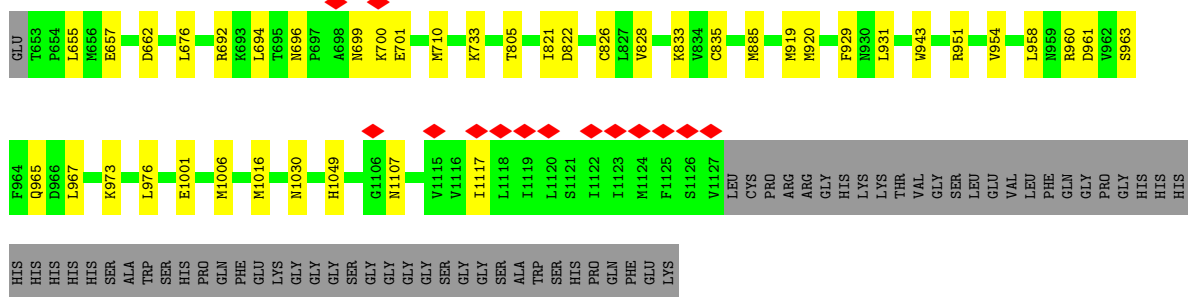 GLU T653 P654 L655 M656 E657 D662 L676 R692 K693 L694 T695 N696 P697 A698 N699 K700 E701 M710 K733 T805 I821 D822 C826 L827 V828 K833 V834 C835 M885 M919 M920 F929 N930 L931 W943 R951 V954 L958 N959 R960 D961 V962 S963
F964 Q965 D966 L967 K973 L976 E1001 M1006 M1016 N1030 H1049 G1106 N1107 V1115 V1116 I1117 L1118 I1119 L1120 S1121 I1122 I1123 M1124 F1125 S1126 V1127 LEU CYS PRO ARG ARG GLY HIS LYS LYS THR VAL GLY SER LEU GLU VAL LEU PHE GLN GLY PRO GLY HIS HIS HIS
HIS HIS HIS HIS HIS SER ALA TRP SER HIS PRO GLN PHE GLU LYS GLY GLY GLY SER GLY GLY GLY GLY SER GLY GLY SER ALA TRP SER HIS PRO GLN PHE GLU LYS